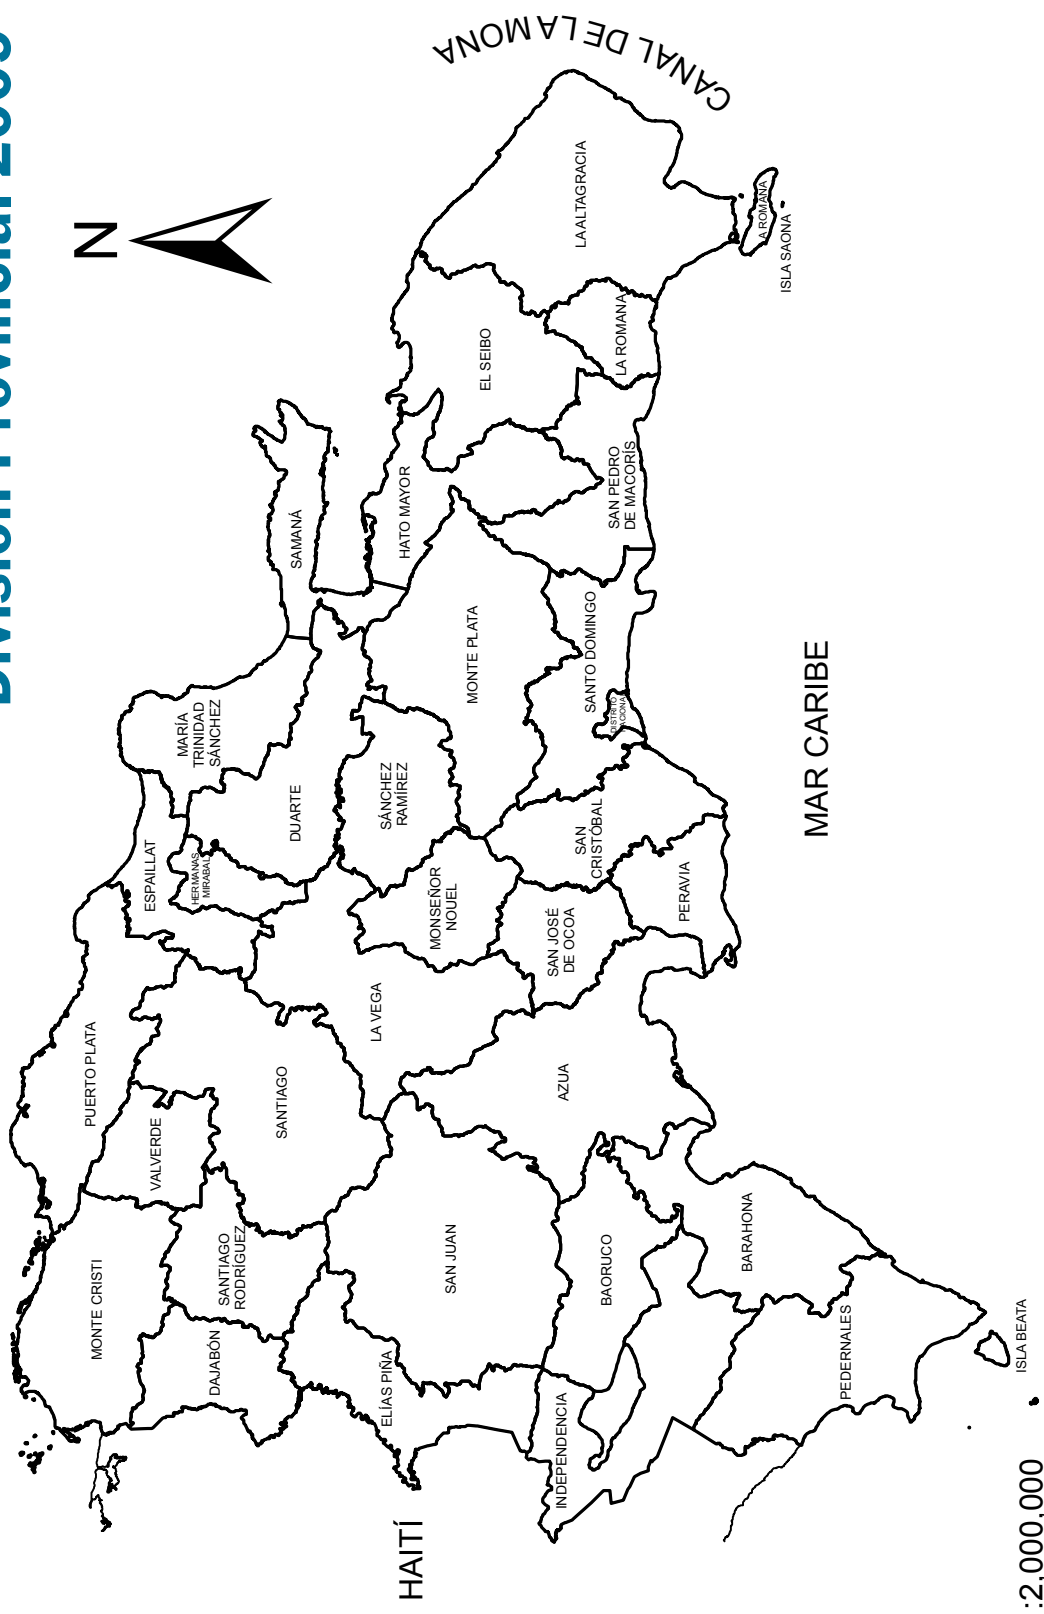 División Provincial 2009
N
CANAL DE LA MONA
MONTE CRISTI
PUERTO PLATA
VALVERDE
ESPAILLAT
HERMANAS
MIRABAL
MARÍA
TRINIDAD
SÁNCHEZ
SAMANÁ
DAJABÓN
SANTIAGO
RODRÍGUEZ
SANTIAGO
DUARTE
LA VEGA
SÁNCHEZ
RAMÍREZ
HATO MAYOR
EL SEIBO
LA ALTAGRACIA
HAITÍ
ELÍAS PIÑA
SAN JUAN
MONSEÑOR
NOUEL
MONTE PLATA
AZUA
SAN JOSÉ
DE OCOA
SAN
CRISTÓBAL
SANTO DOMINGO
DISTRITO
SAN PEDRO
DE MACORÍS
LA ROMANA
INDEPENDENCIA
BAORUCO
PERAVIA
BARAHONA
A ROMANA
ISLA SAONA
PEDERNALES
MAR CARIBE
ISLA BEATA
:2,000,000